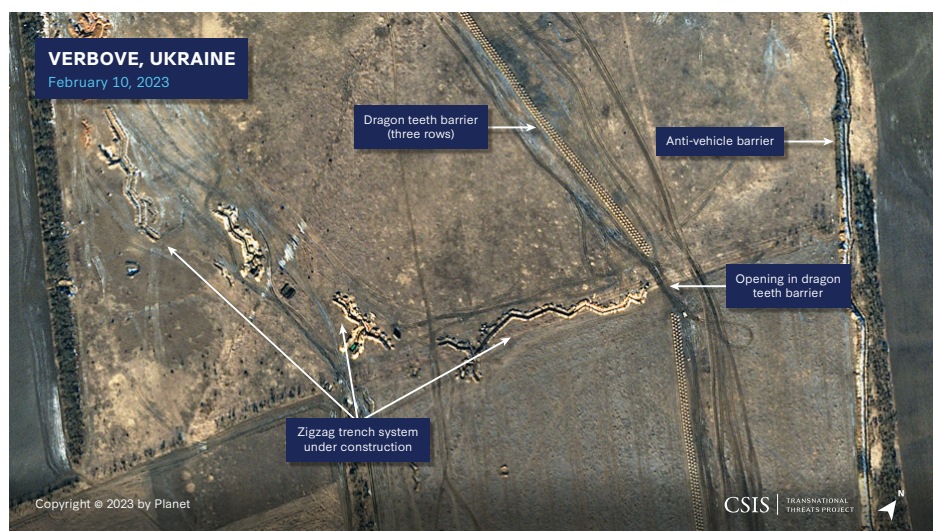 VERBOVE, UKRAINE
February 10, 2023
Dragon teeth barrier
(three rows)
Anti-vehicle barrier
Opening in dragon
teeth barrier
Zigzag trench system
under construction
Copyright © 2023 by Planet
CSIS
TRANSNATIONAL
THREATS PROJECT
N